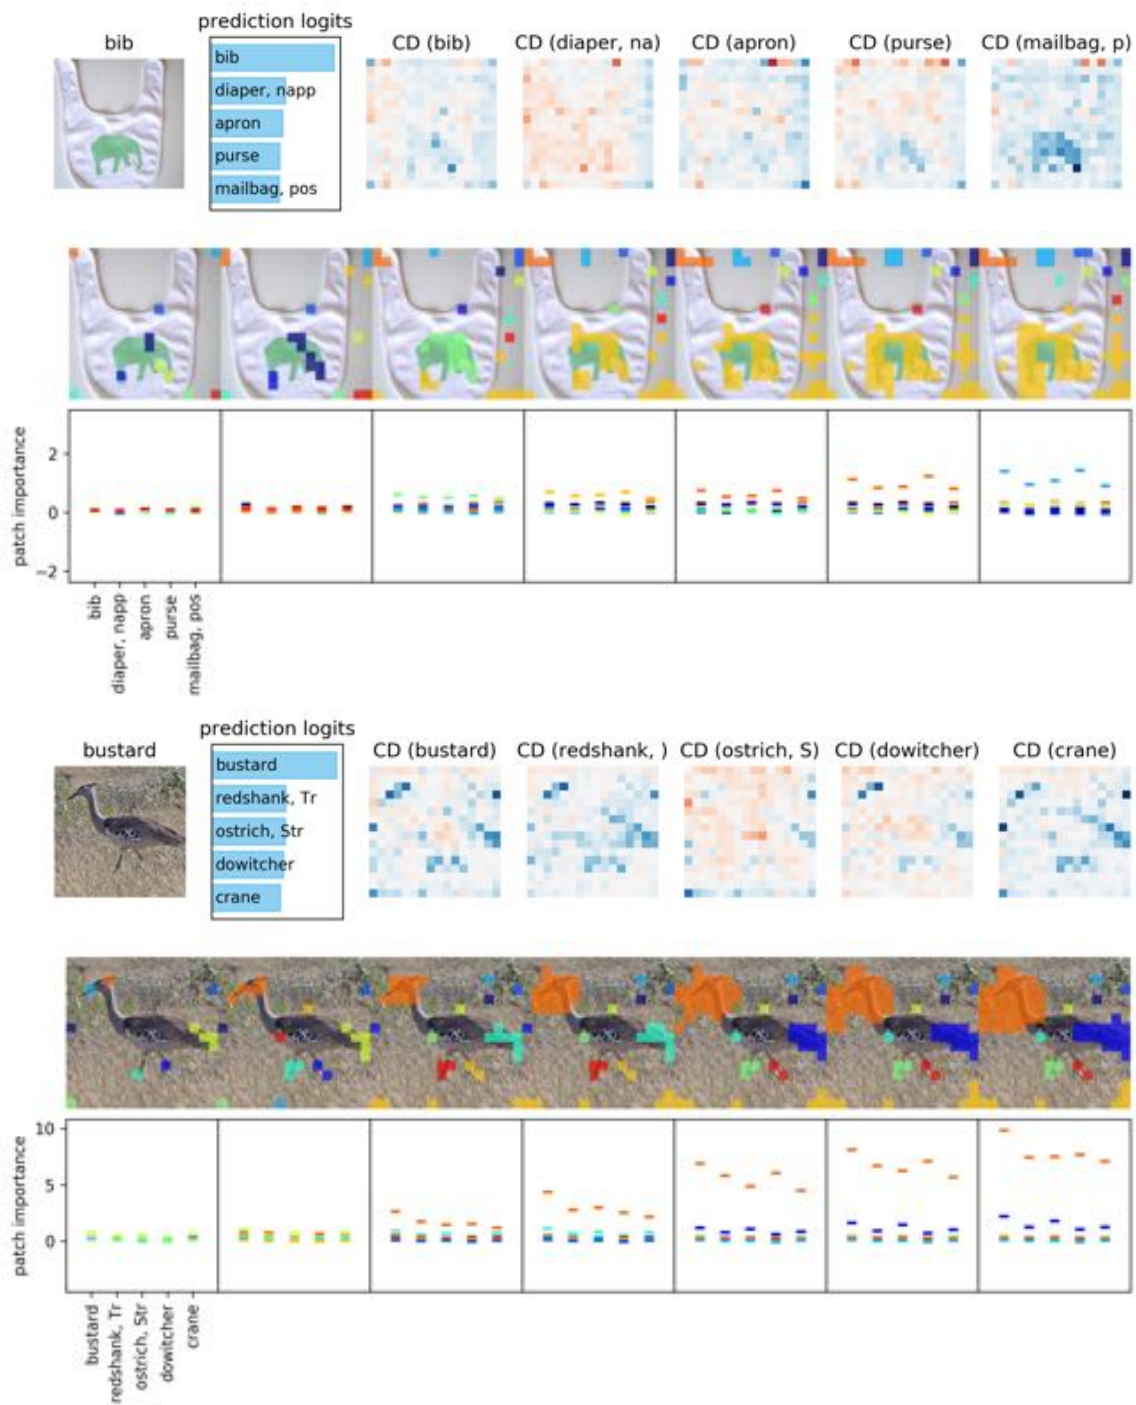 prediction logits
bib
CD (bib)
CD (diaper, na)
CD (apron)
CD (purse)
CD (mailbag, p)
bib
diaper, napp
apron
purse
mailbag, pos
patch importance
2
0
−2
bib
diaper, napp
apron
purse
mailbag, pos
prediction logits
bustard
CD (bustard)
CD (redshank, )
CD (ostrich, S)
CD (dowitcher)
CD (crane)
bustard
redshank, Tr
ostrich, Str
dowitcher
crane
patch importance
10
5
0
bustard
redshank, Tr
ostrich, Str
dowitcher
crane